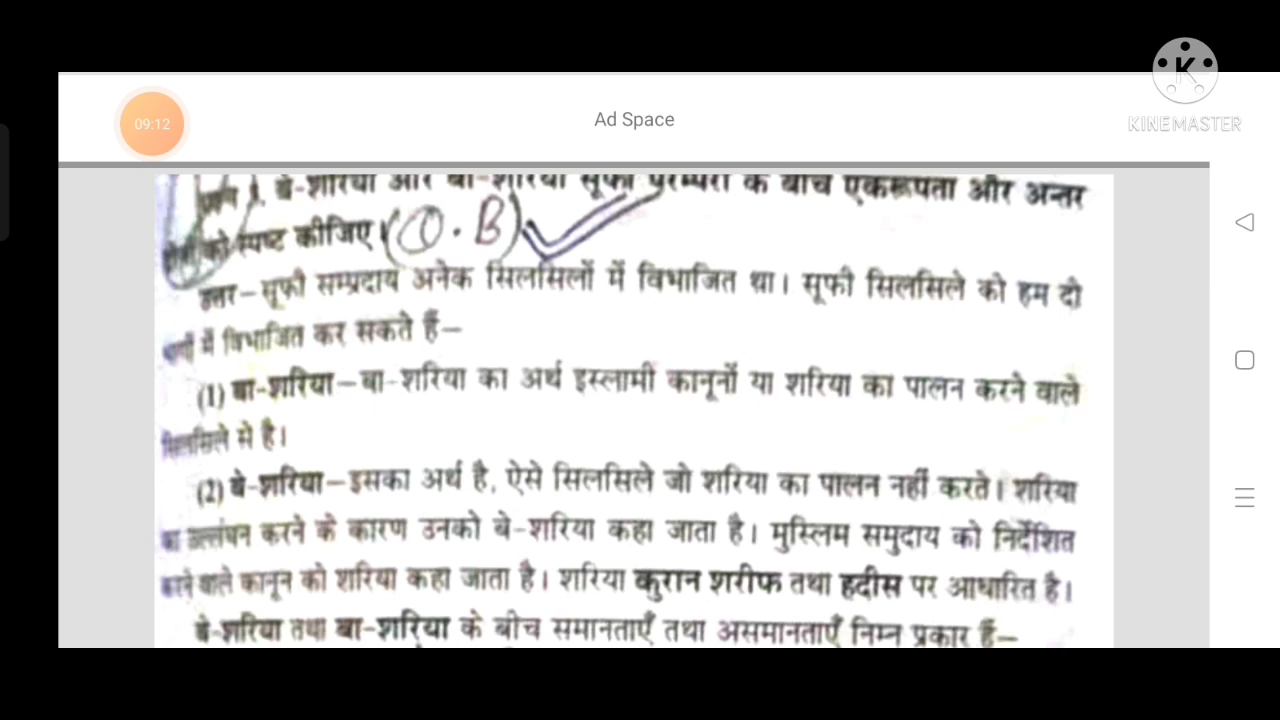 KINEMASTER
09:12
Ad Space
प्रश्न 1. बे-शरिया और बा-शरिया सूफी परम्परा के बीच एकरूपता और अन्तर
को स्पष्ट कीजिए। (O.B)
उत्तर–सूफी सम्प्रदाय अनेक सिलसिलों में विभाजित था। सूफी सिलसिले को हम दो
में विभाजित कर सकते हैं–
(1) बा-शरिया–बा-शरिया का अर्थ इस्लामी कानूनों या शरिया का पालन करने वाले
सिलसिले से है।
(2) बे-शरिया–इसका अर्थ है, ऐसे सिलसिले जो शरिया का पालन नहीं करते। शरिया
का उल्लंघन करने के कारण उनको बे-शरिया कहा जाता है। मुस्लिम समुदाय को निर्देशित
करने वाले कानून को शरिया कहा जाता है। शरिया कुरान शरीफ तथा हदीस पर आधारित है।
बे-शरिया तथा बा-शरिया के बीच समानताएँ तथा असमानताएँ निम्न प्रकार हैं–